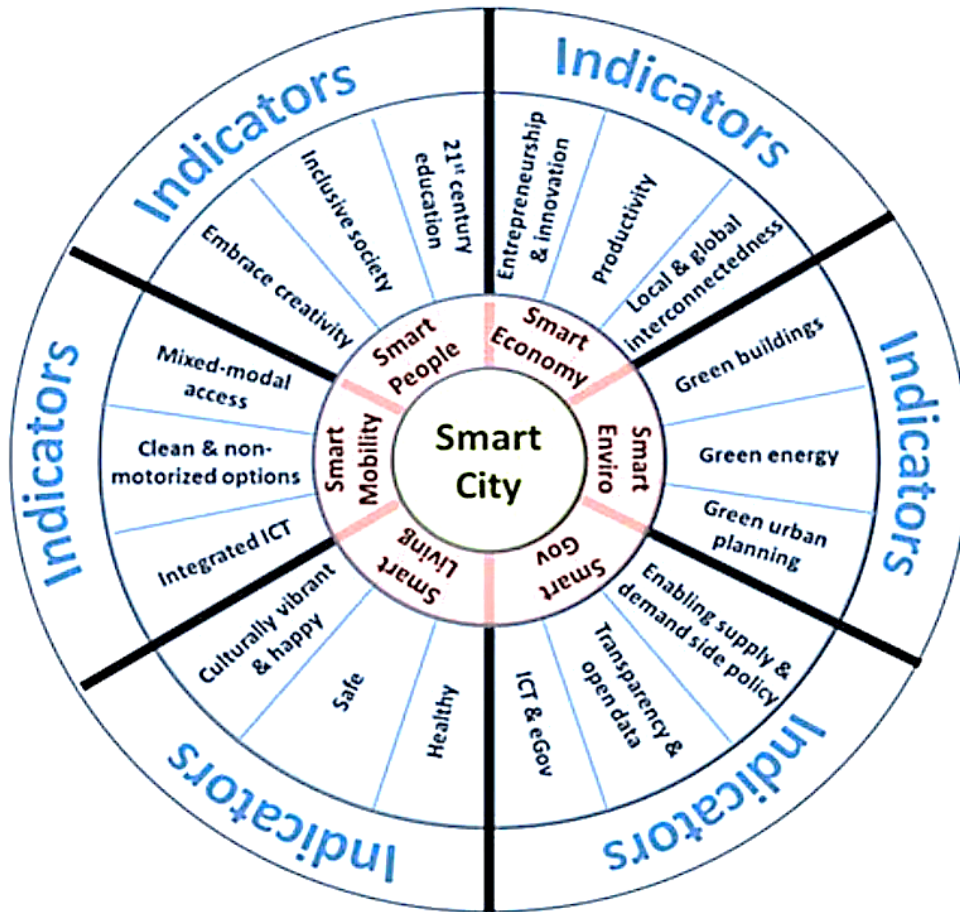 Smart
City
Smart
Economy
Entrepreneurship
& innovation
Productivity
Local & global
interconnectedness
Indicators
Smart
Enviro
Green buildings
Green energy
Green urban
planning
Indicators
Smart
Gov
Enabling supply &
demand side policy
Transparency &
open data
ICT & eGov
Indicators
Smart
Living
Healthy
Safe
Culturally vibrant
& happy
Indicators
Smart
Mobility
Integrated ICT
Clean & non-
motorized options
Mixed-modal
access
Indicators
Smart
People
Embrace creativity
Inclusive society
21st century
education
Indicators